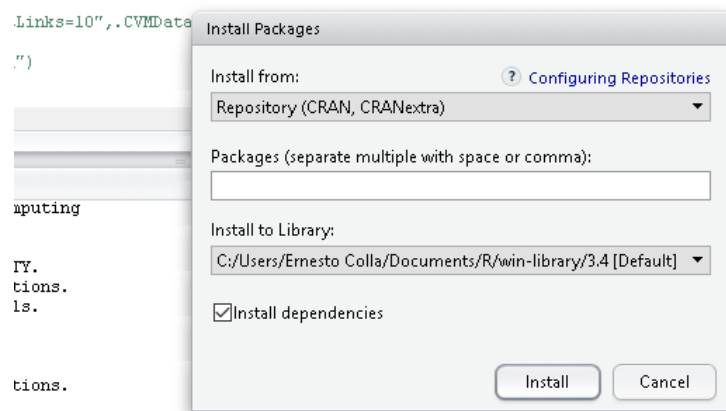 Links=10",.CVMData
")
Install Packages
Install from:
? Configuring Repositories
Repository (CRAN, CRANextra)
Packages (separate multiple with space or comma):
mputing
Install to Library:
TY.
C:/Users/Ernesto Colla/Documents/R/win-library/3.4 [Default]
tions.
ls.
Install dependencies
Install
Cancel
tions.